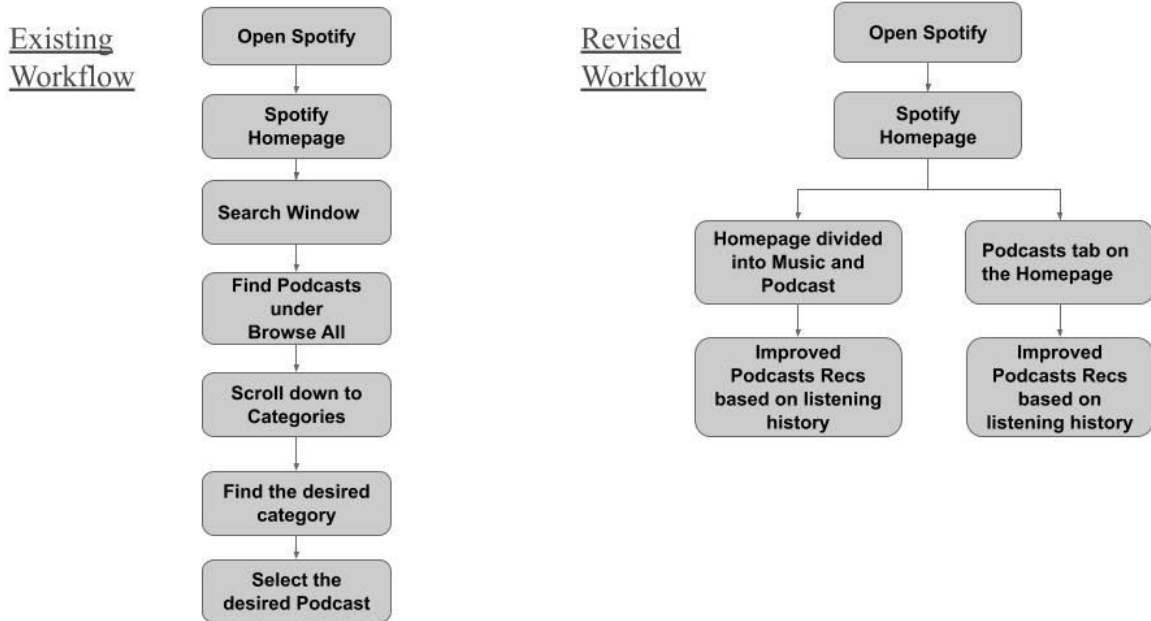 Existing
Workflow
Open Spotify
Spotify
Homepage
Search Window
Find Podcasts
under
Browse All
Scroll down to
Categories
Find the desired
category
Select the
desired Podcast
Revised
Workflow
Open Spotify
Spotify
Homepage
Homepage divided
into Music and
Podcast
Improved
Podcasts Recs
based on listening
history
Podcasts tab on
the Homepage
Improved
Podcasts Recs
based on
listening history